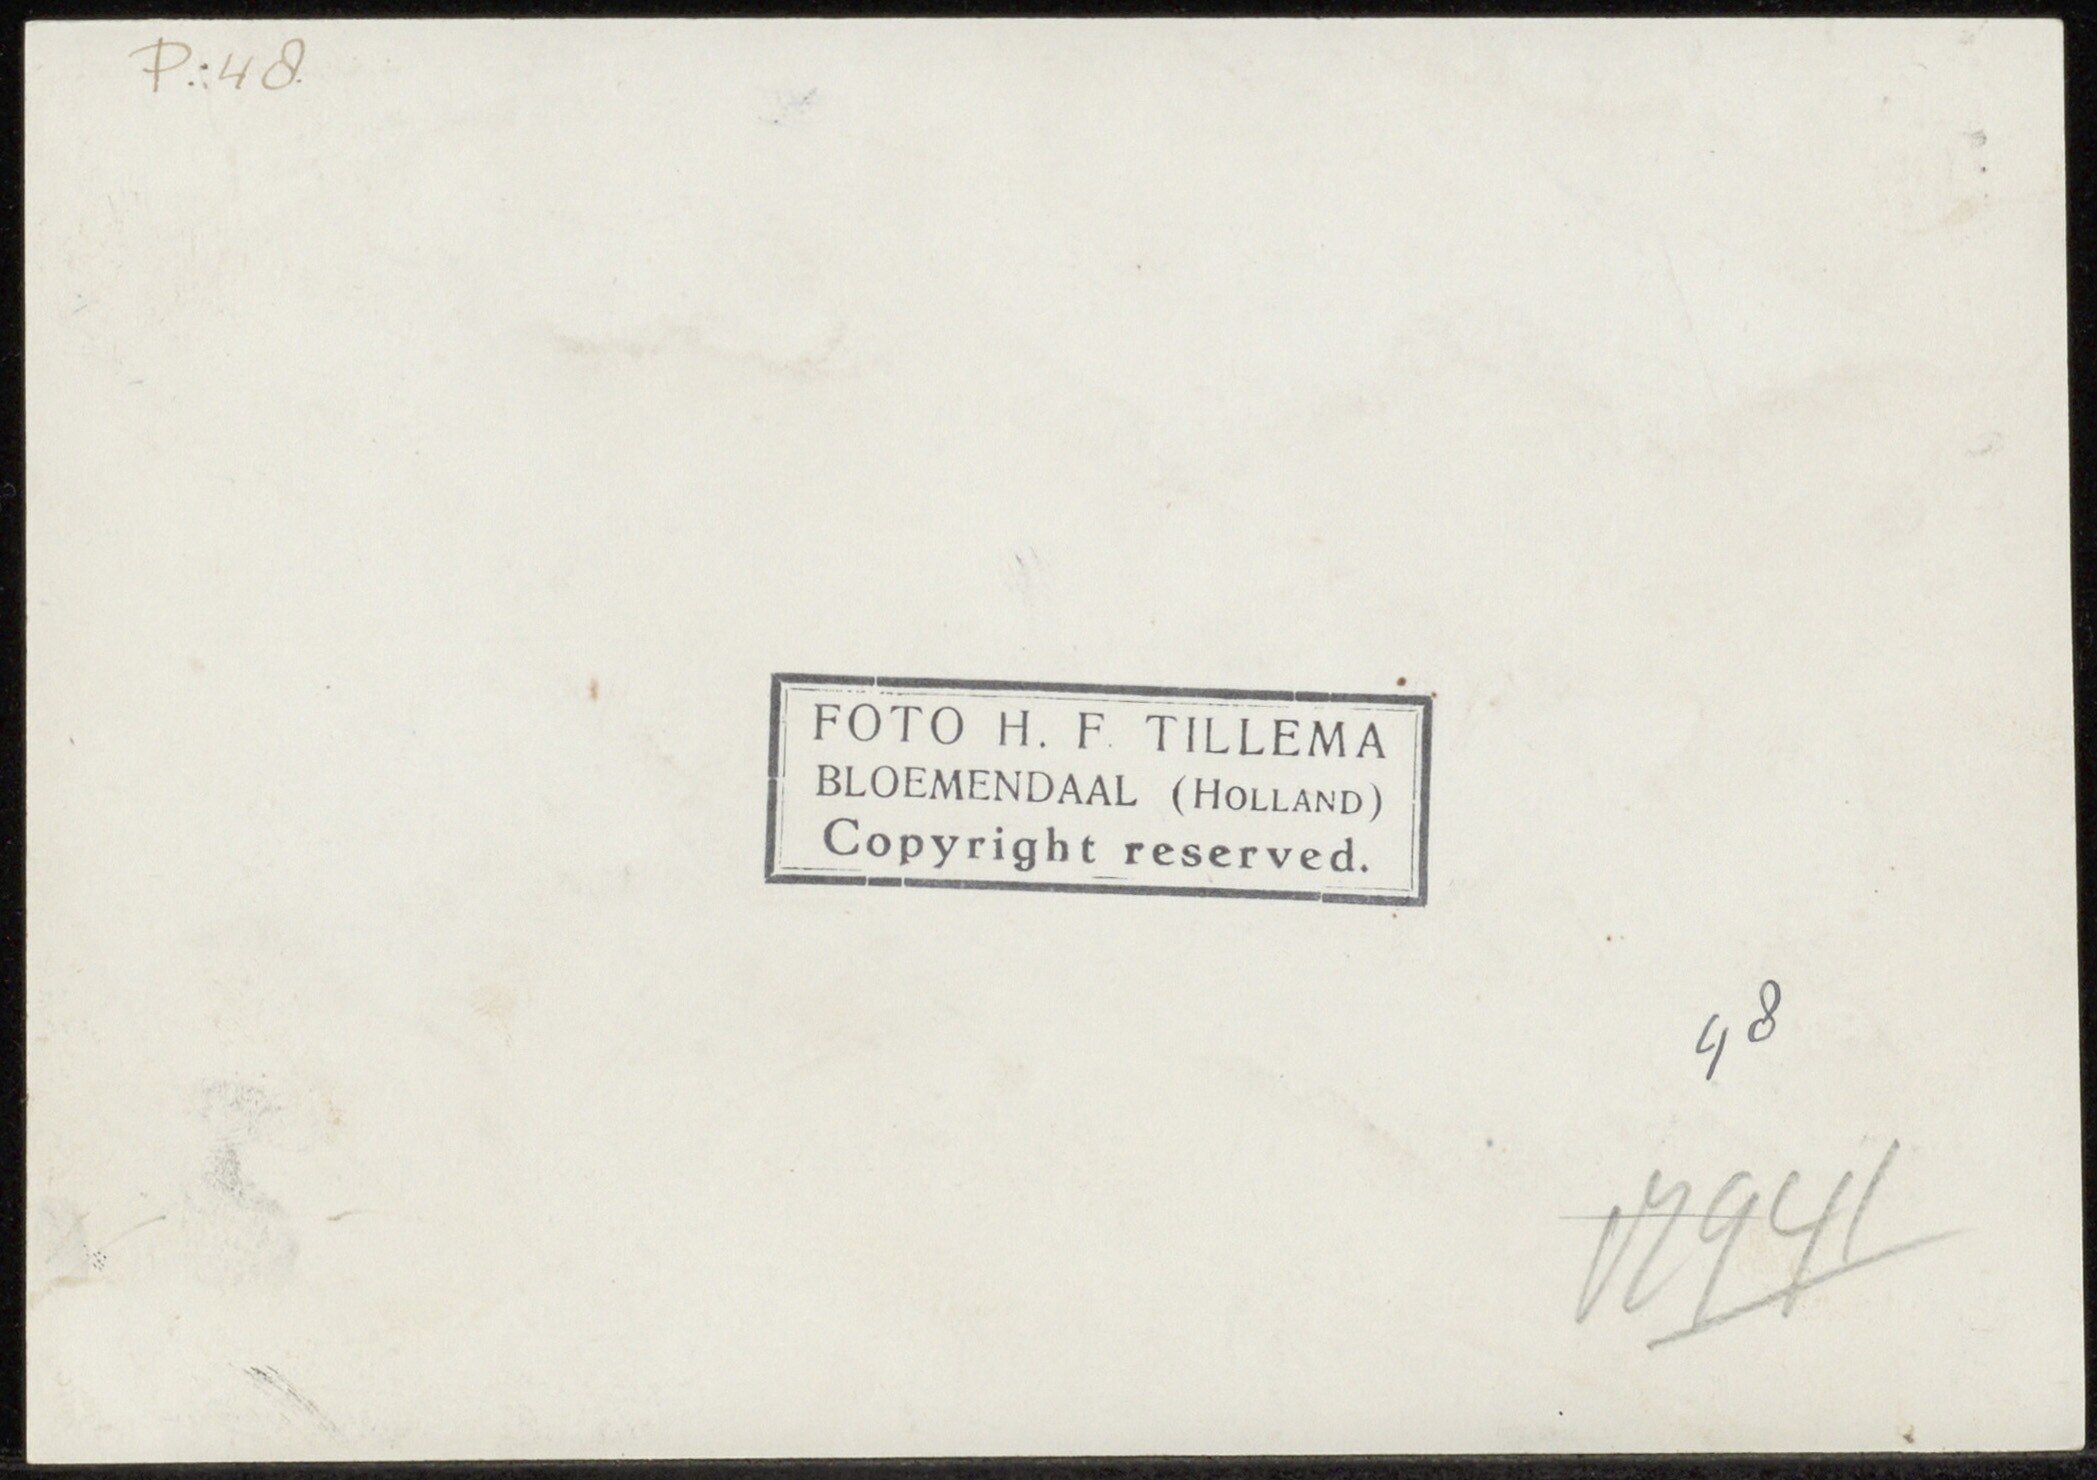 P.:48
FOTO H. F. TILLEMA
BLOEMENDAAL (HOLLAND)
Copyright reserved.
48